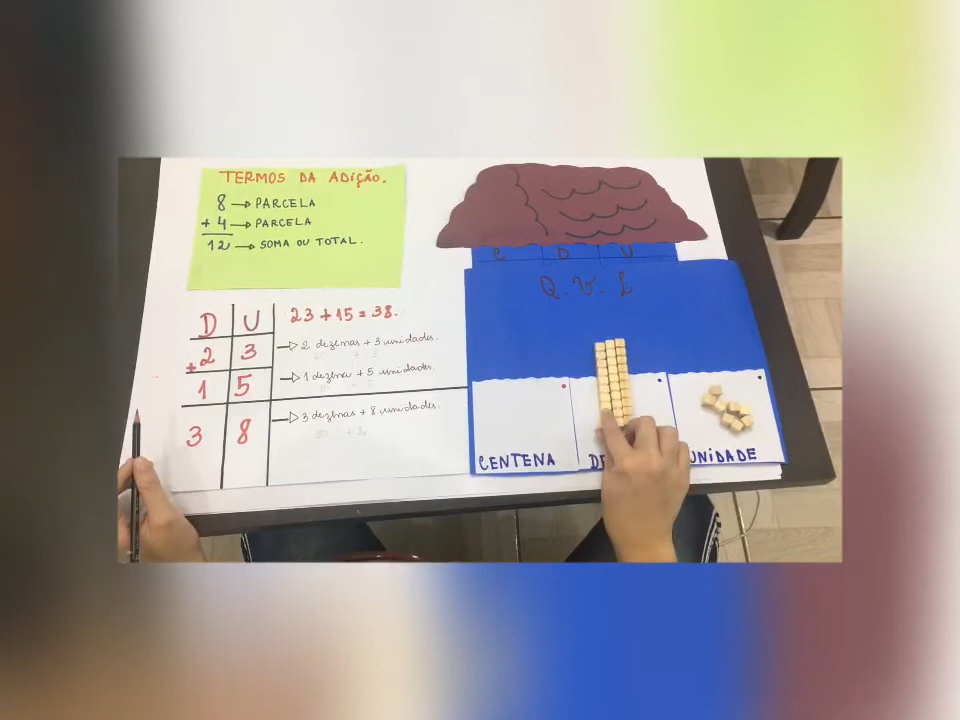 TERMOS DA ADIÇÃO.
8 → PARCELA
+ 4 → PARCELA
12 → SOMA OU TOTAL.
D U
23 + 15 = 38.
+ 2 3 → 2 dezenas + 3 unidades.
1 5 → 1 dezena + 5 unidades.
3 8 → 3 dezenas + 8 unidades.
C D U
Q.V.L
CENTENA
DE
UNIDADE